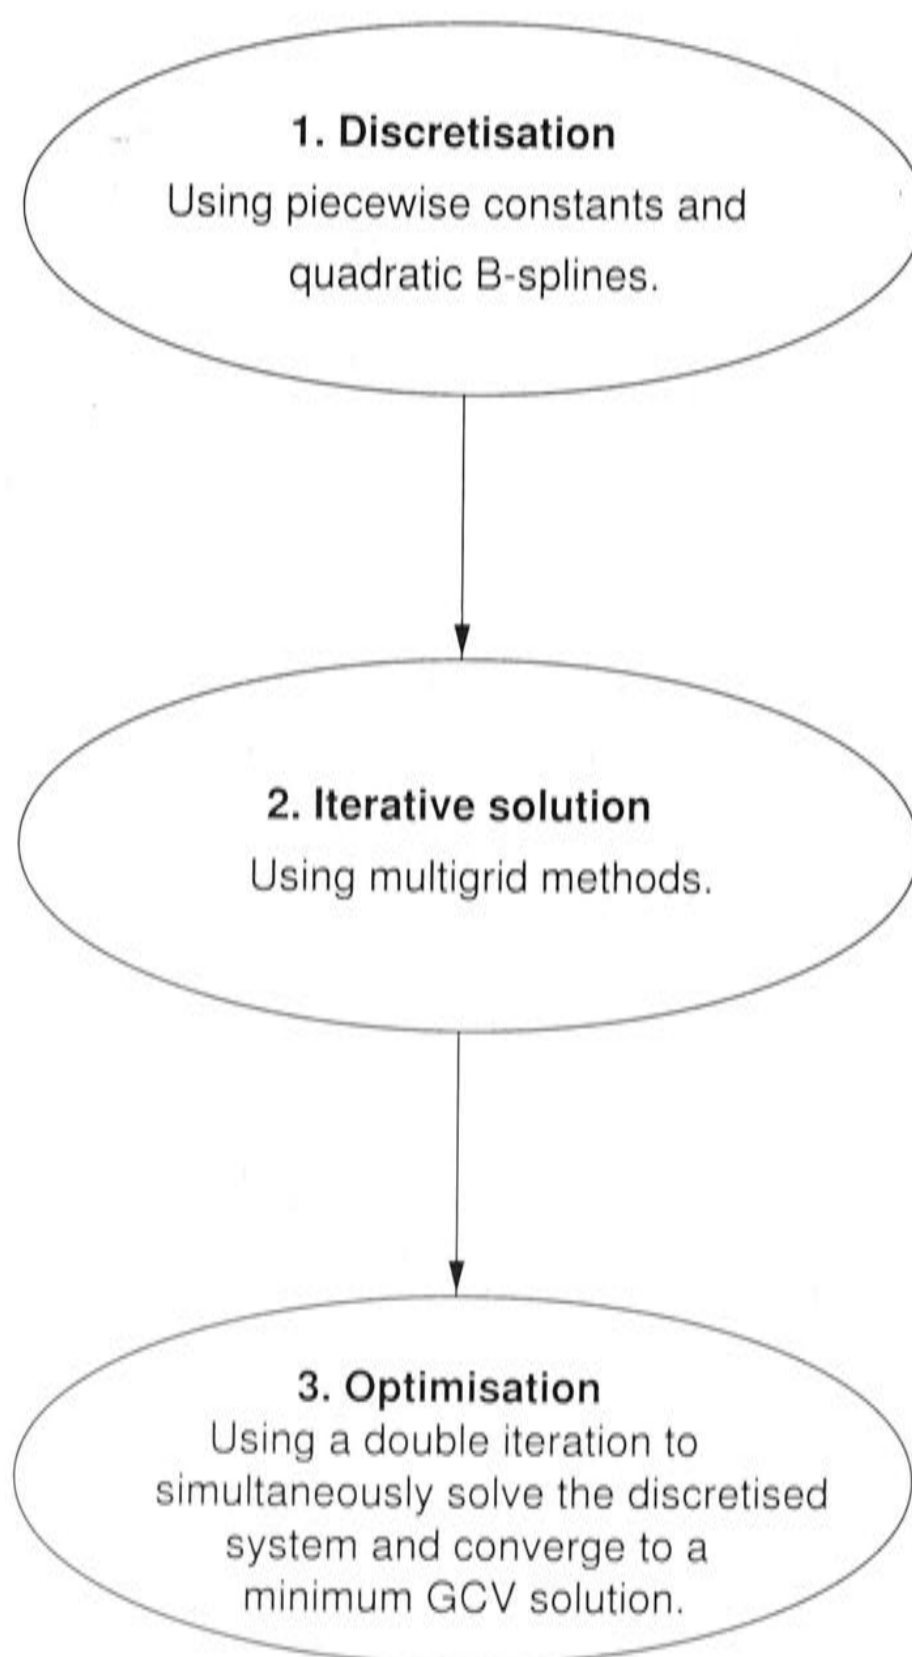 1. Discretisation
Using piecewise constants and
quadratic B-splines.
2. Iterative solution
Using multigrid methods.
3. Optimisation
Using a double iteration to
simultaneously solve the discretised
system and converge to a
minimum GCV solution.